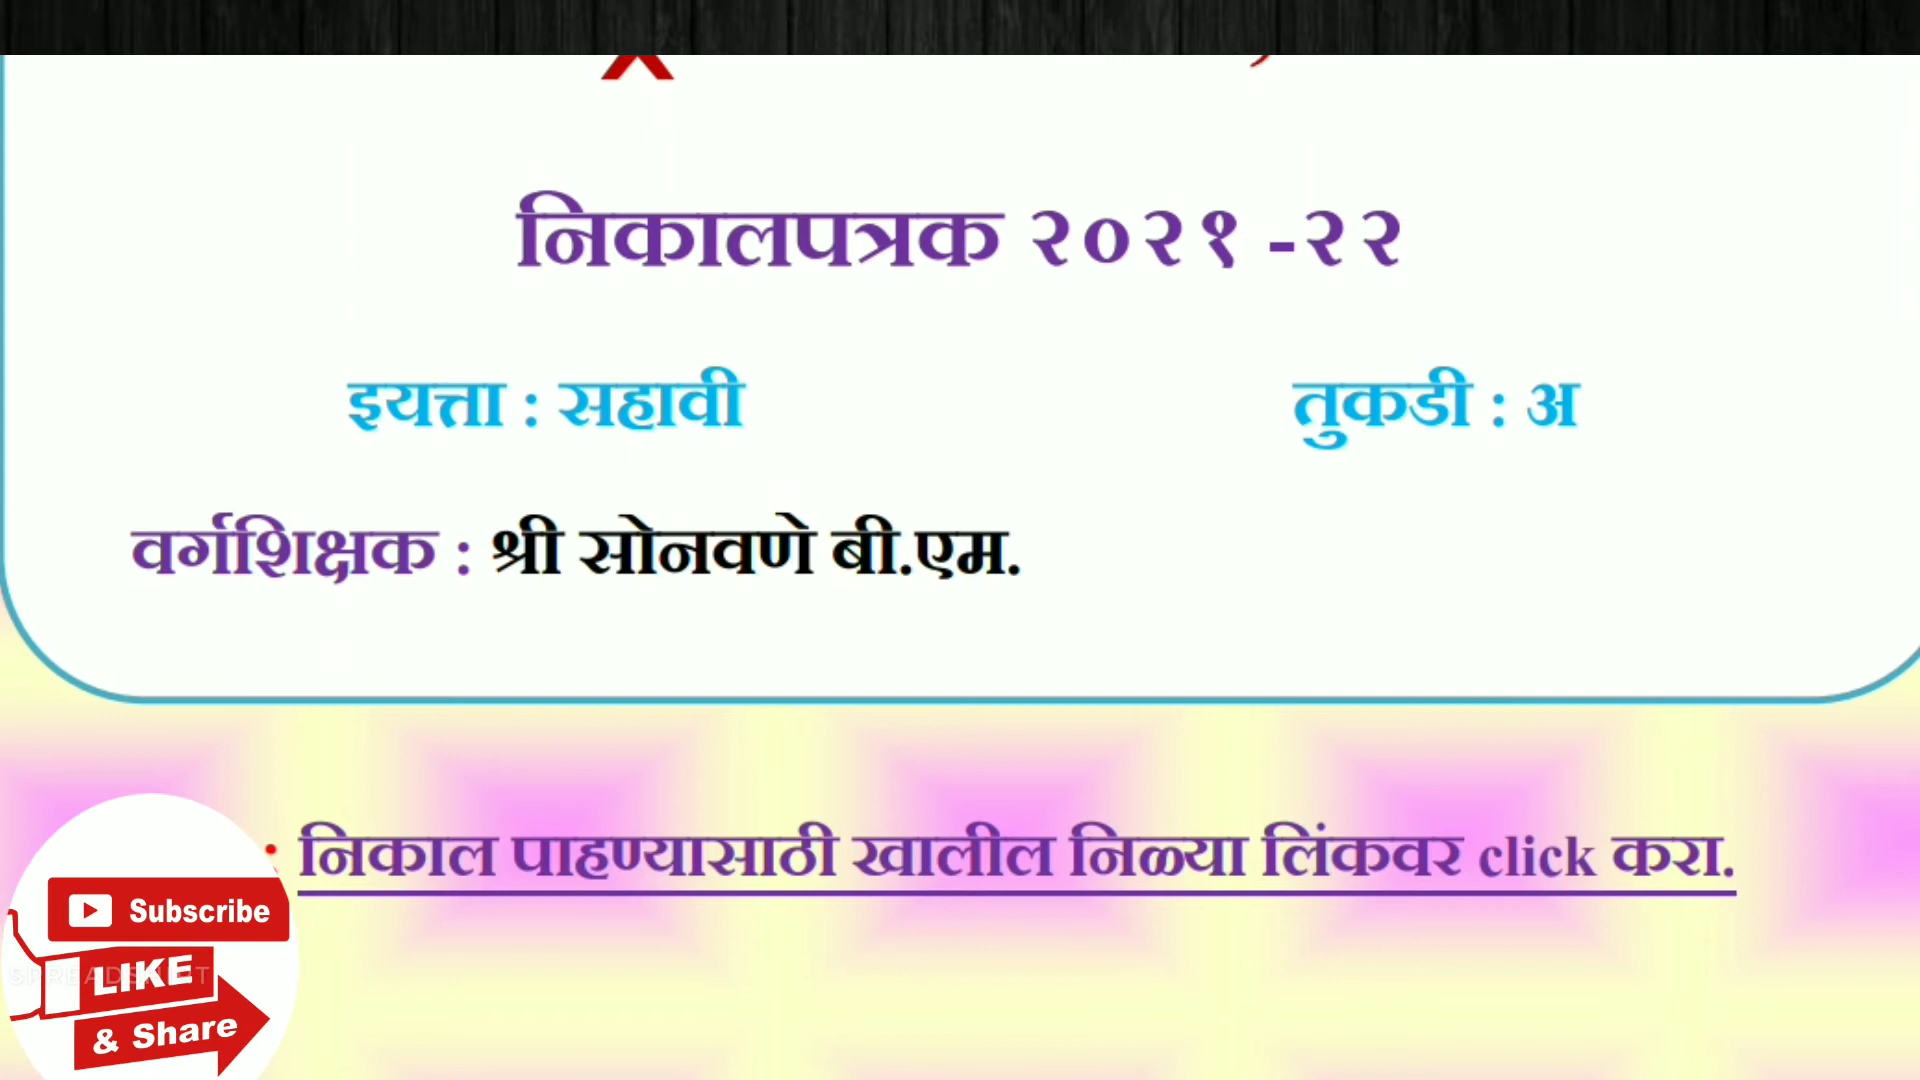 निकालपत्रक २०२१ -२२
इयत्ता : सहावी तुकडी : अ
वर्गशिक्षक : श्री सोनवणे बी.एम.
: निकाल पाहण्यासाठी खालील निळ्या लिंकवर click करा.
Subscribe
LIKE
& Share